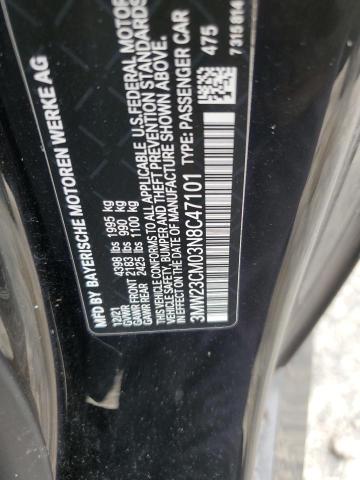 MFD BY BAYERISCHE MOTOREN WERKE AG
12/21
GVWR 4398 lbs 1995 kg
GAWR FRONT 2183 lbs 990 kg
GAWR REAR 2425 lbs 1100 kg
THIS VEHICLE CONFORMS TO ALL APPLICABLE U.S. FEDERAL MOTOR
VEHICLE SAFETY, BUMPER, AND THEFT PREVENTION STANDARDS
IN EFFECT ON THE DATE OF MANUFACTURE SHOWN ABOVE.
3MW23CM03N8C47101 TYPE: PASSENGER CAR
475
7315614